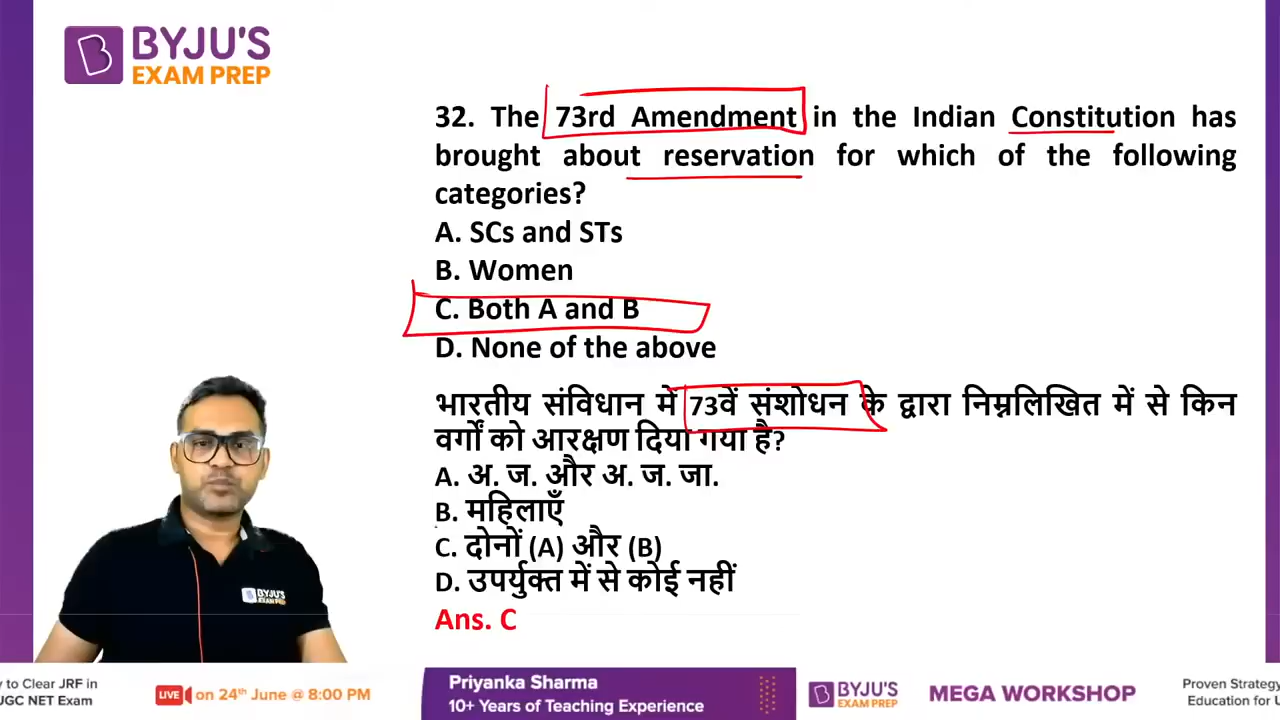 BYJU'S
EXAM PREP
32. The 73rd Amendment in the Indian Constitution has
brought about reservation for which of the following
categories?
A. SCs and STs
B. Women
C. Both A and B
D. None of the above
भारतीय संविधान में 73वें संशोधन के द्वारा निम्नलिखित में से किन
वर्गों को आरक्षण दिया गया है?
A. अ. ज. और अ. ज. जा.
B. महिलाएँ
C. दोनों (A) और (B)
D. उपर्युक्त में से कोई नहीं
Ans. C
BYJU'S
EXAM PREP
y to Clear JRF in
UGC NET Exam
LIVE on 24th June @ 8:00 PM
Priyanka Sharma
10+ Years of Teaching Experience
BYJU'S
EXAM PREP
MEGA WORKSHOP
Proven Strategy
Education for U